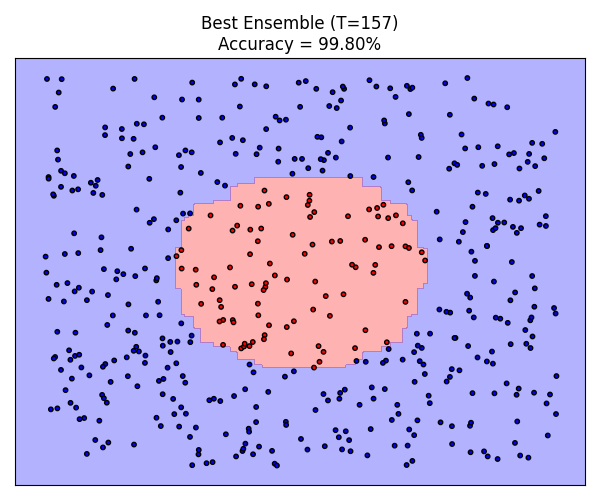 Best Ensemble (T=157)
Accuracy = 99.80%